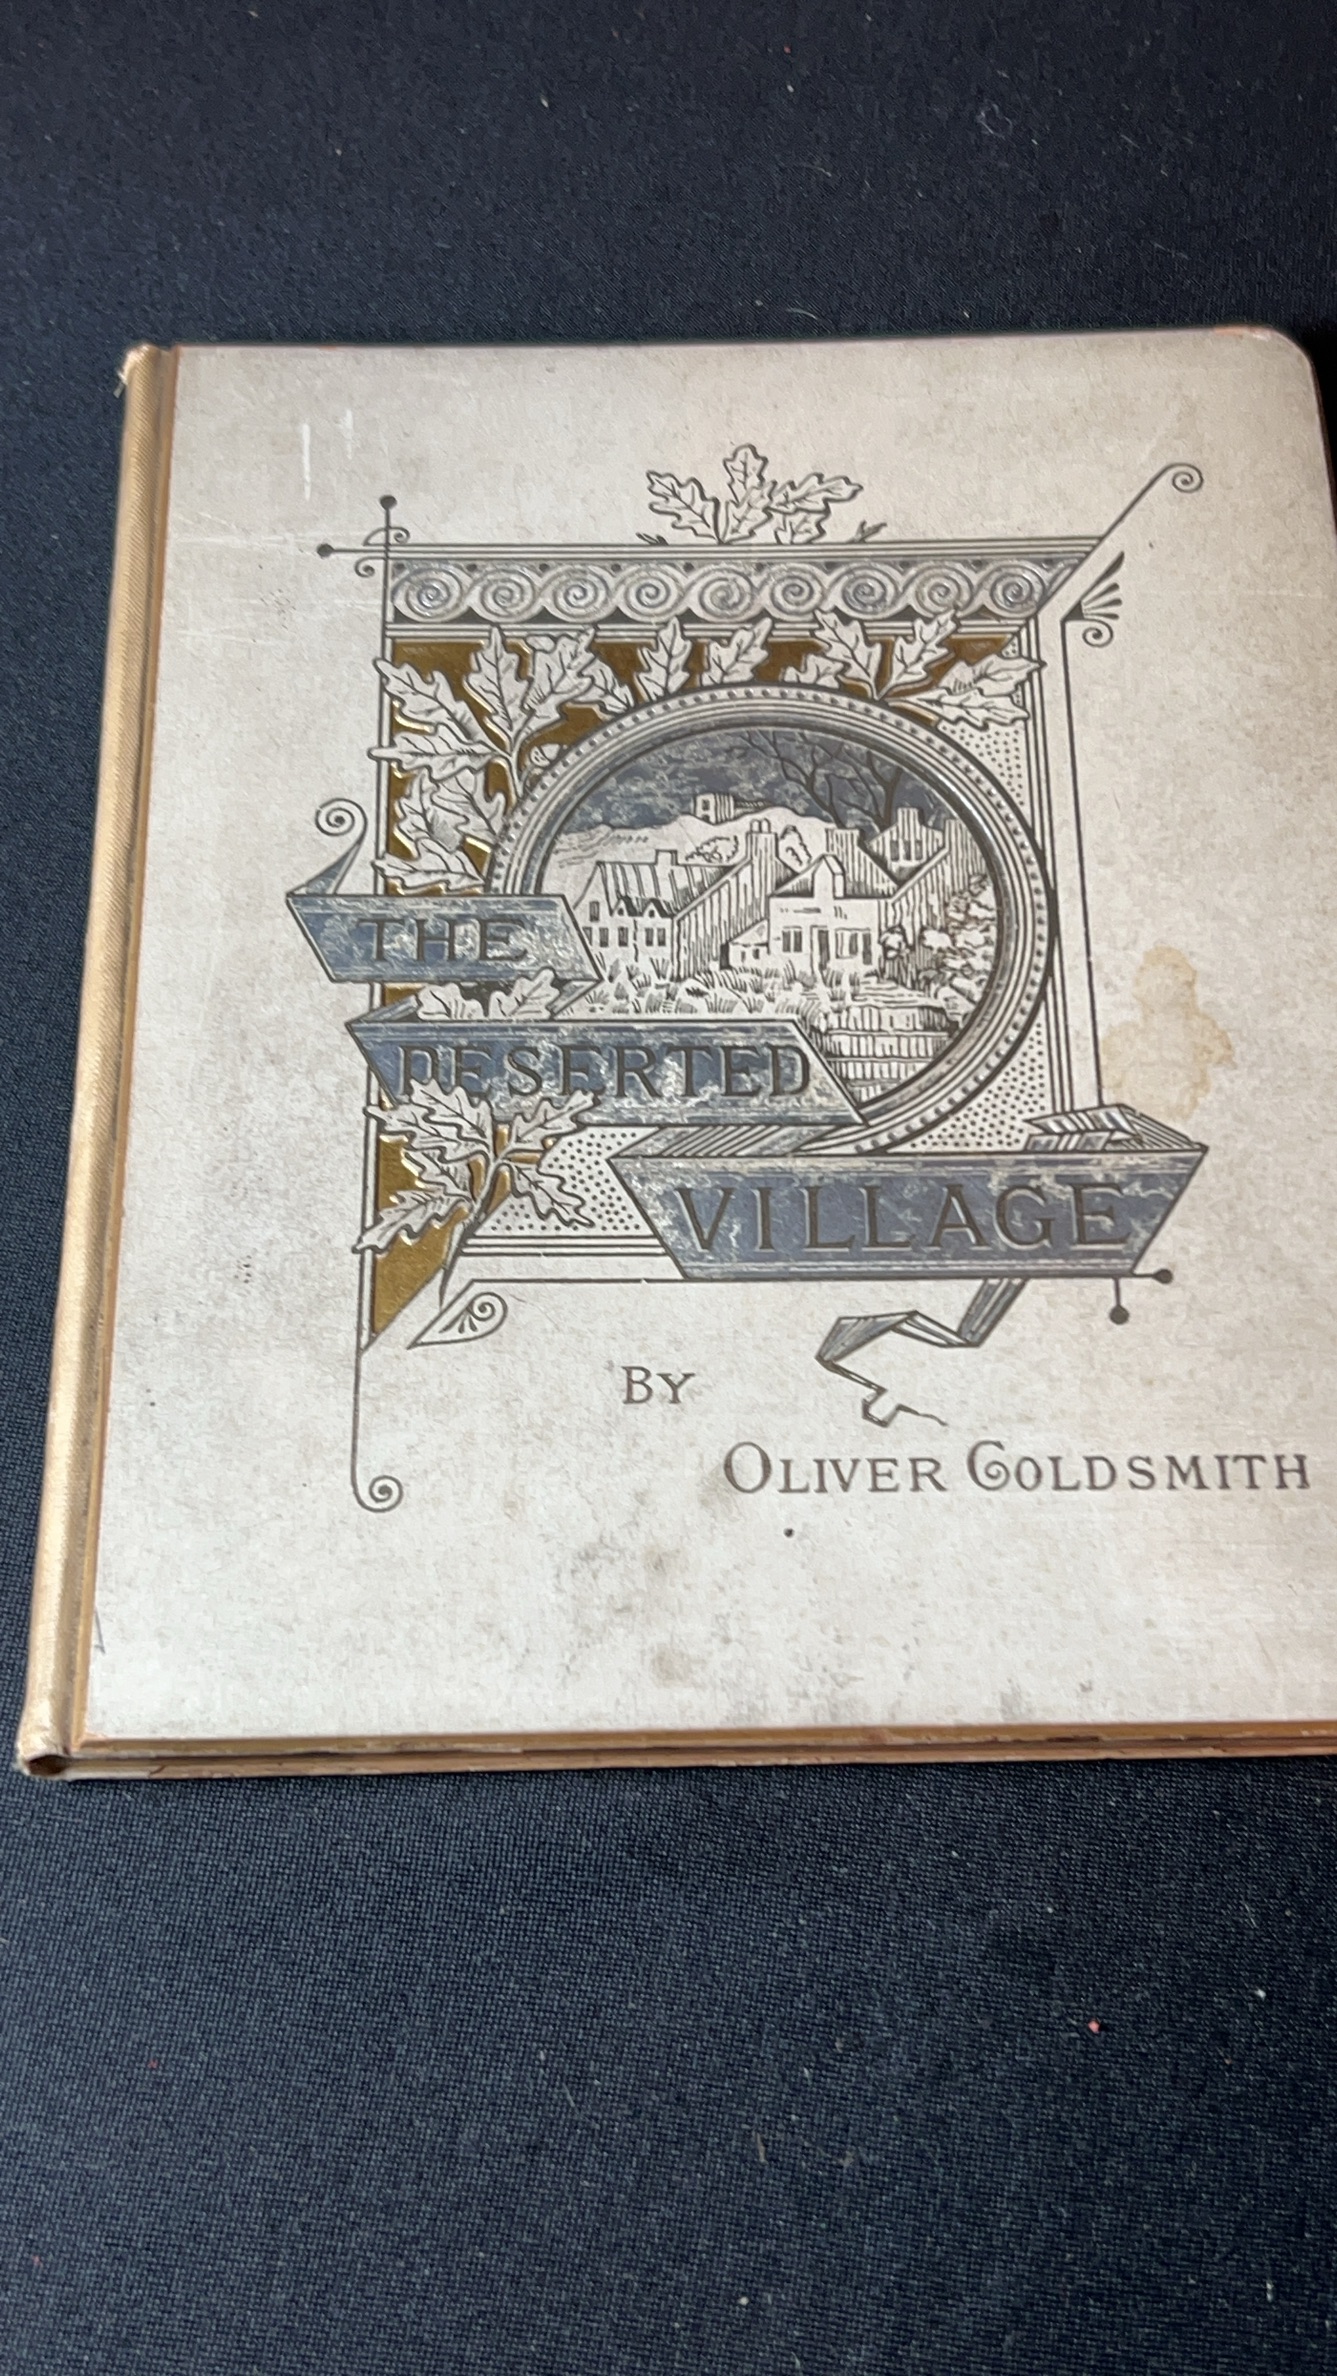 THE
DESERTED
VILLAGE
BY
OLIVER GOLDSMITH